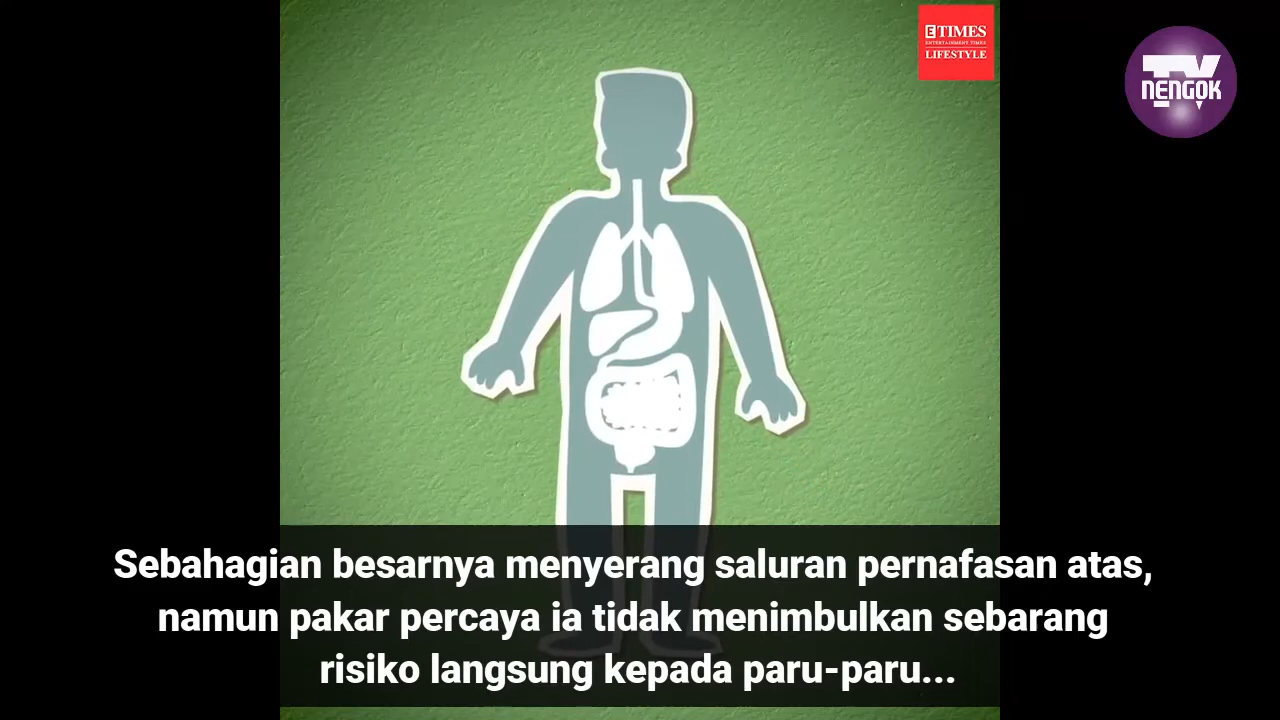 ETIMES
ENTERTAINMENT TIMES
LIFESTYLE
TV
NENGOK
Sebahagian besarnya menyerang saluran pernafasan atas,
namun pakar percaya ia tidak menimbulkan sebarang
risiko langsung kepada paru-paru...